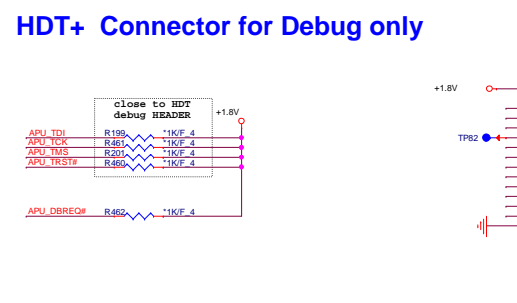 HDT+ Connector for Debug only
close to HDT
debug HEADER
+1.8V
+1.8V
APU_TDI R199 *1K/F_4
APU_TCK R461 *1K/F_4
APU_TMS R201 *1K/F_4
APU_TRST# R460 *1K/F_4
TP82
APU_DBREQ# R462 *1K/F_4